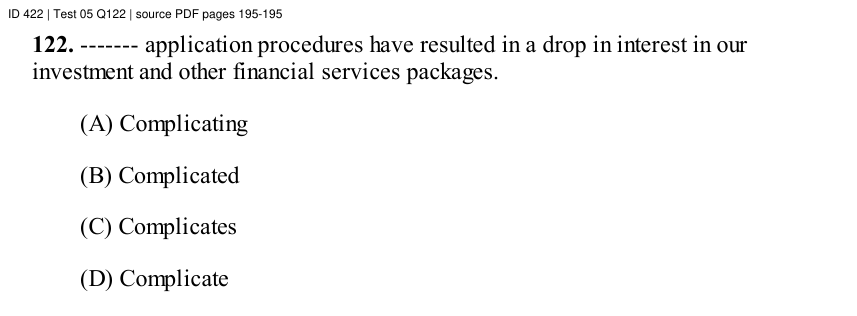 ID 422 | Test 05 Q122 | source PDF pages 195-195
122. ------- application procedures have resulted in a drop in interest in our
investment and other financial services packages.
(A) Complicating
(B) Complicated
(C) Complicates
(D) Complicate